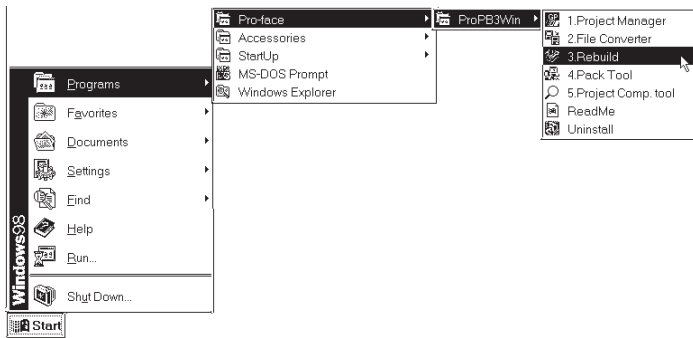 Pro-face
Accessories
StartUp
MS-DOS Prompt
Windows Explorer
ProPB3Win
1.Project Manager
2.File Converter
3.Rebuild
4.Pack Tool
5.Project Comp. tool
ReadMe
Uninstall
Programs
Favorites
Documents
Settings
Find
Help
Run...
Shut Down...
Windows98
Start